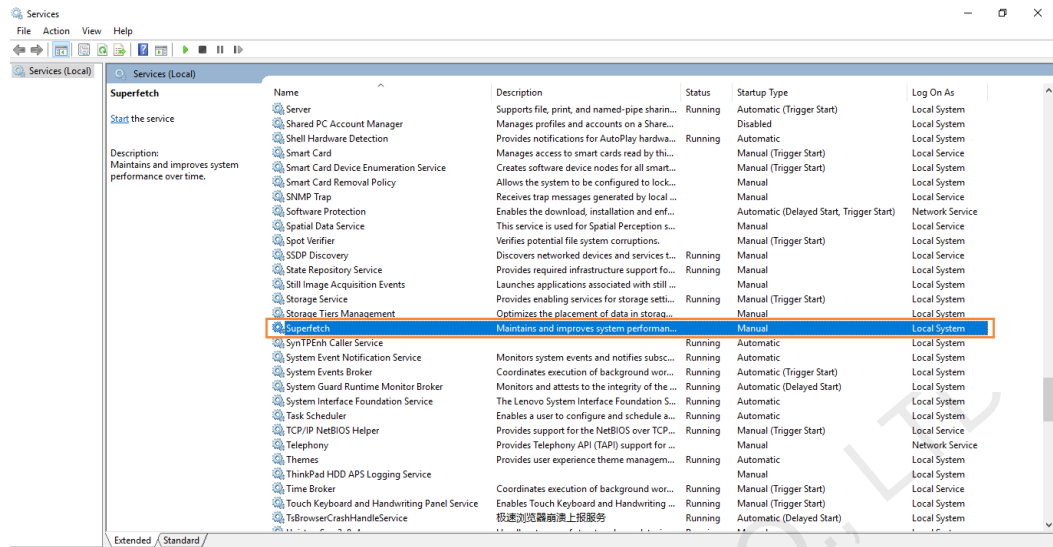 Services
File Action View Help
Services (Local)
Services (Local)
Superfetch
Start the service
Description:
Maintains and improves system
performance over time.
Name Description Status Startup Type Log On As
Server Supports file, print, and named-pipe sharin... Running Automatic (Trigger Start) Local System
Shared PC Account Manager Manages profiles and accounts on a Share... Disabled Local System
Shell Hardware Detection Provides notifications for AutoPlay hardwa... Running Automatic Local System
Smart Card Manages access to smart cards read by thi... Manual (Trigger Start) Local Service
Smart Card Device Enumeration Service Creates software device nodes for all smart... Manual (Trigger Start) Local System
Smart Card Removal Policy Allows the system to be configured to lock... Manual Local System
SNMP Trap Receives trap messages generated by local ... Manual Local Service
Software Protection Enables the download, installation and enf... Automatic (Delayed Start, Trigger Start) Network Service
Spatial Data Service This service is used for Spatial Perception s... Manual Local Service
Spot Verifier Verifies potential file system corruptions. Manual (Trigger Start) Local System
SSDP Discovery Discovers networked devices and services t... Running Manual Local Service
State Repository Service Provides required infrastructure support fo... Running Manual Local System
Still Image Acquisition Events Launches applications associated with still ... Manual Local System
Storage Service Provides enabling services for storage setti... Running Manual (Trigger Start) Local System
Storage Tiers Management Optimizes the placement of data in storag... Manual Local System
Superfetch Maintains and improves system performan... Manual Local System
SynTPEnh Caller Service Running Automatic Local System
System Event Notification Service Monitors system events and notifies subsc... Running Automatic Local System
System Events Broker Coordinates execution of background wor... Running Automatic (Trigger Start) Local System
System Guard Runtime Monitor Broker Monitors and attests to the integrity of the ... Running Automatic (Delayed Start) Local System
System Interface Foundation Service The Lenovo System Interface Foundation S... Running Automatic Local System
Task Scheduler Enables a user to configure and schedule a... Running Automatic Local System
TCP/IP NetBIOS Helper Provides support for the NetBIOS over TCP... Running Manual (Trigger Start) Local Service
Telephony Provides Telephony API (TAPI) support for ... Manual Network Service
Themes Provides user experience theme managem... Running Automatic Local System
ThinkPad HDD APS Logging Service Manual Local System
Time Broker Coordinates execution of background wor... Running Manual (Trigger Start) Local Service
Touch Keyboard and Handwriting Panel Service Enables Touch Keyboard and Handwriting ... Running Manual (Trigger Start) Local System
TsBrowserCrashHandleService 极速浏览器崩溃上报服务 Running Automatic (Delayed Start) Local System
Extended Standard
O., LTD